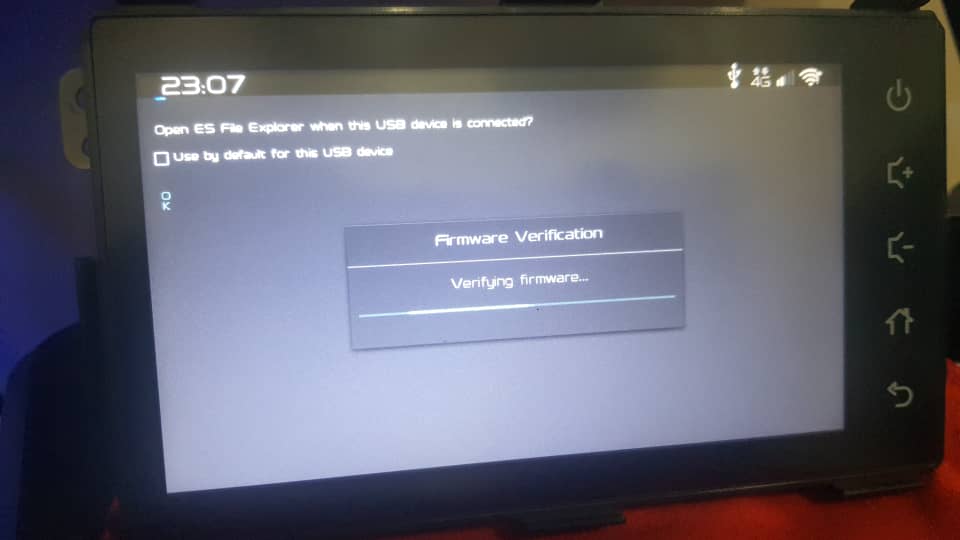 23:07
4G
Open ES File Explorer when this USB device is connected?
Use by default for this USB device
O
K
Firmware Verification
Verifying firmware...